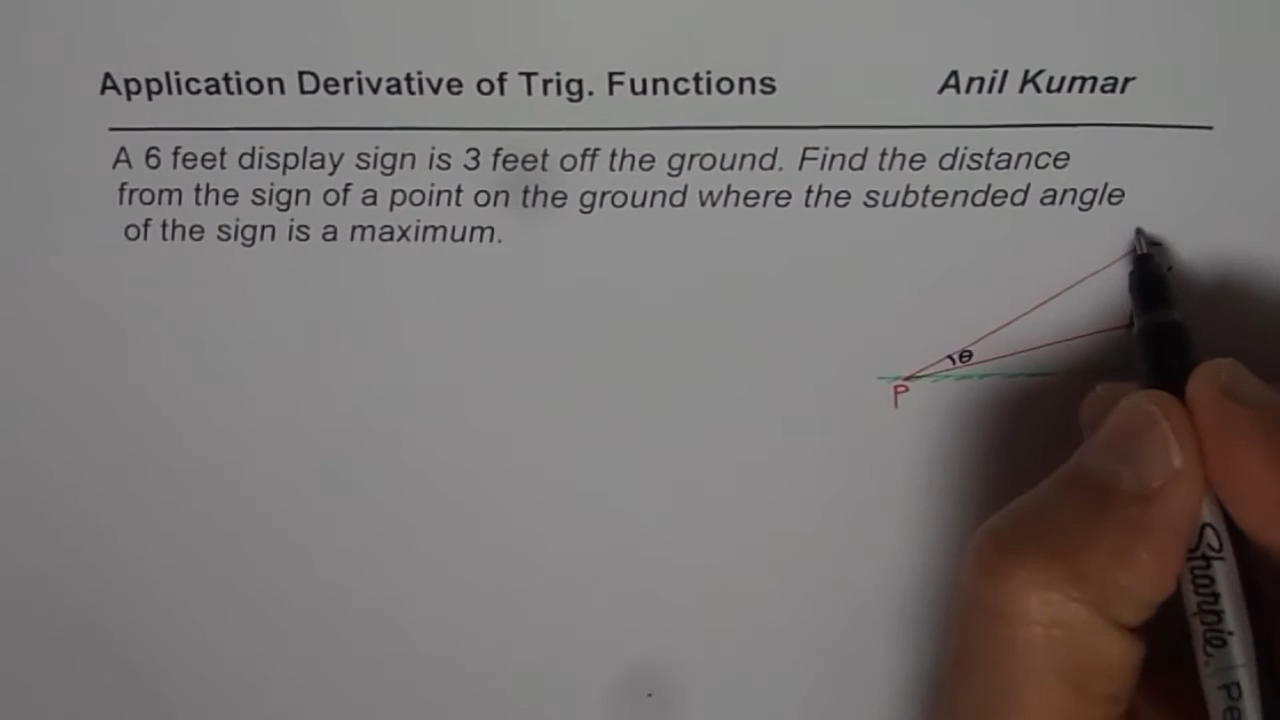 Application Derivative of Trig. Functions Anil Kumar
A 6 feet display sign is 3 feet off the ground. Find the distance
from the sign of a point on the ground where the subtended angle
of the sign is a maximum.
θ
P
Sharpie
Pe